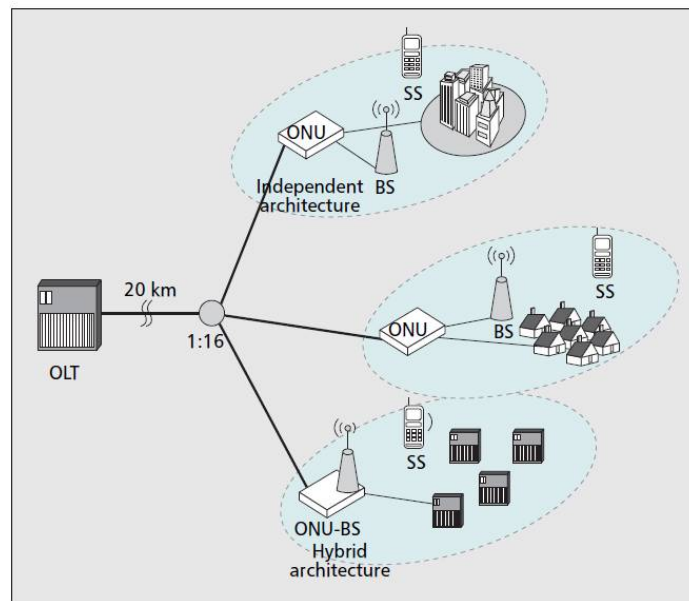 SS
ONU
Independent
architecture
BS
20 km
1:16
OLT
ONU
BS
SS
SS
ONU-BS
Hybrid
architecture